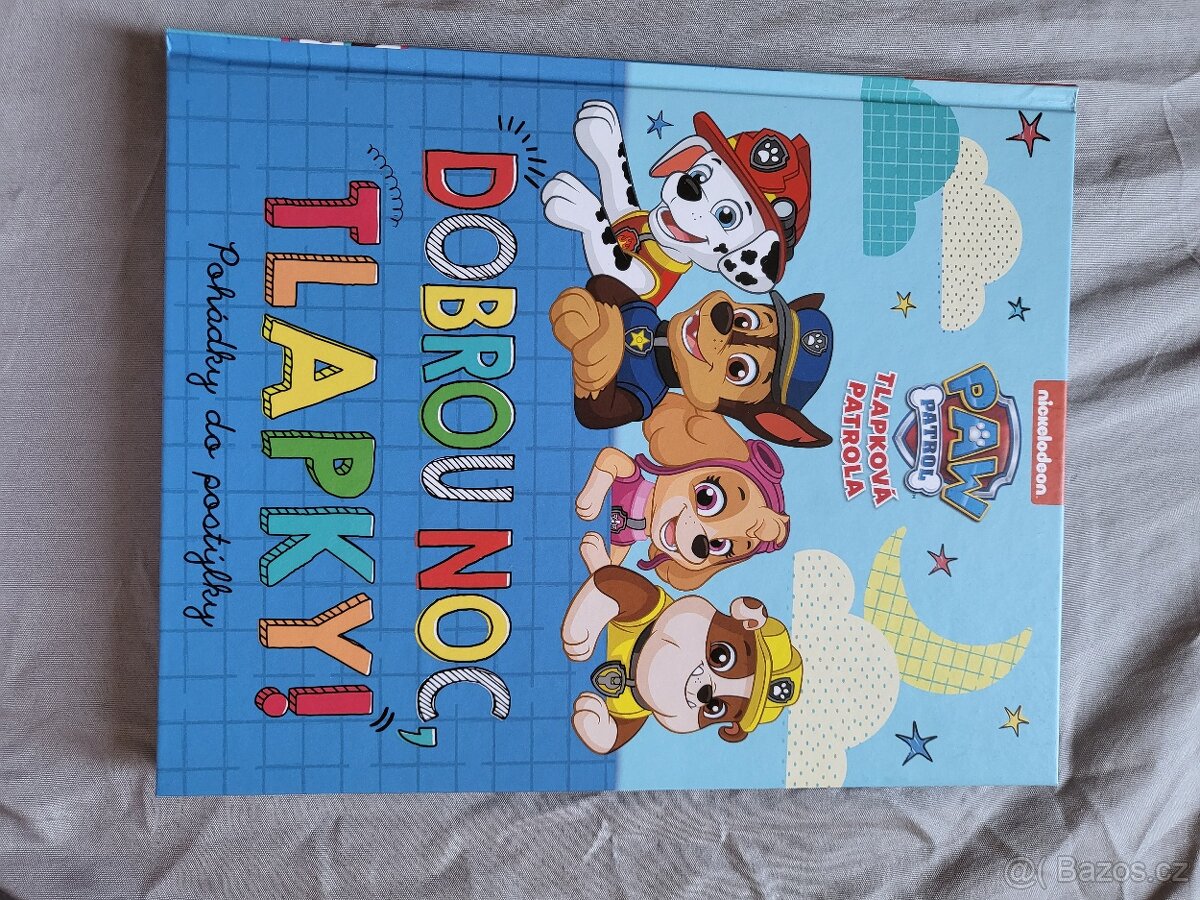 nickelodeon
PAW
PATROL
TLAPKOVÁ
PATROLA
DOBROU NOC,
TLAPKY!
Pohádky do postýlky
@( Bazos.cz